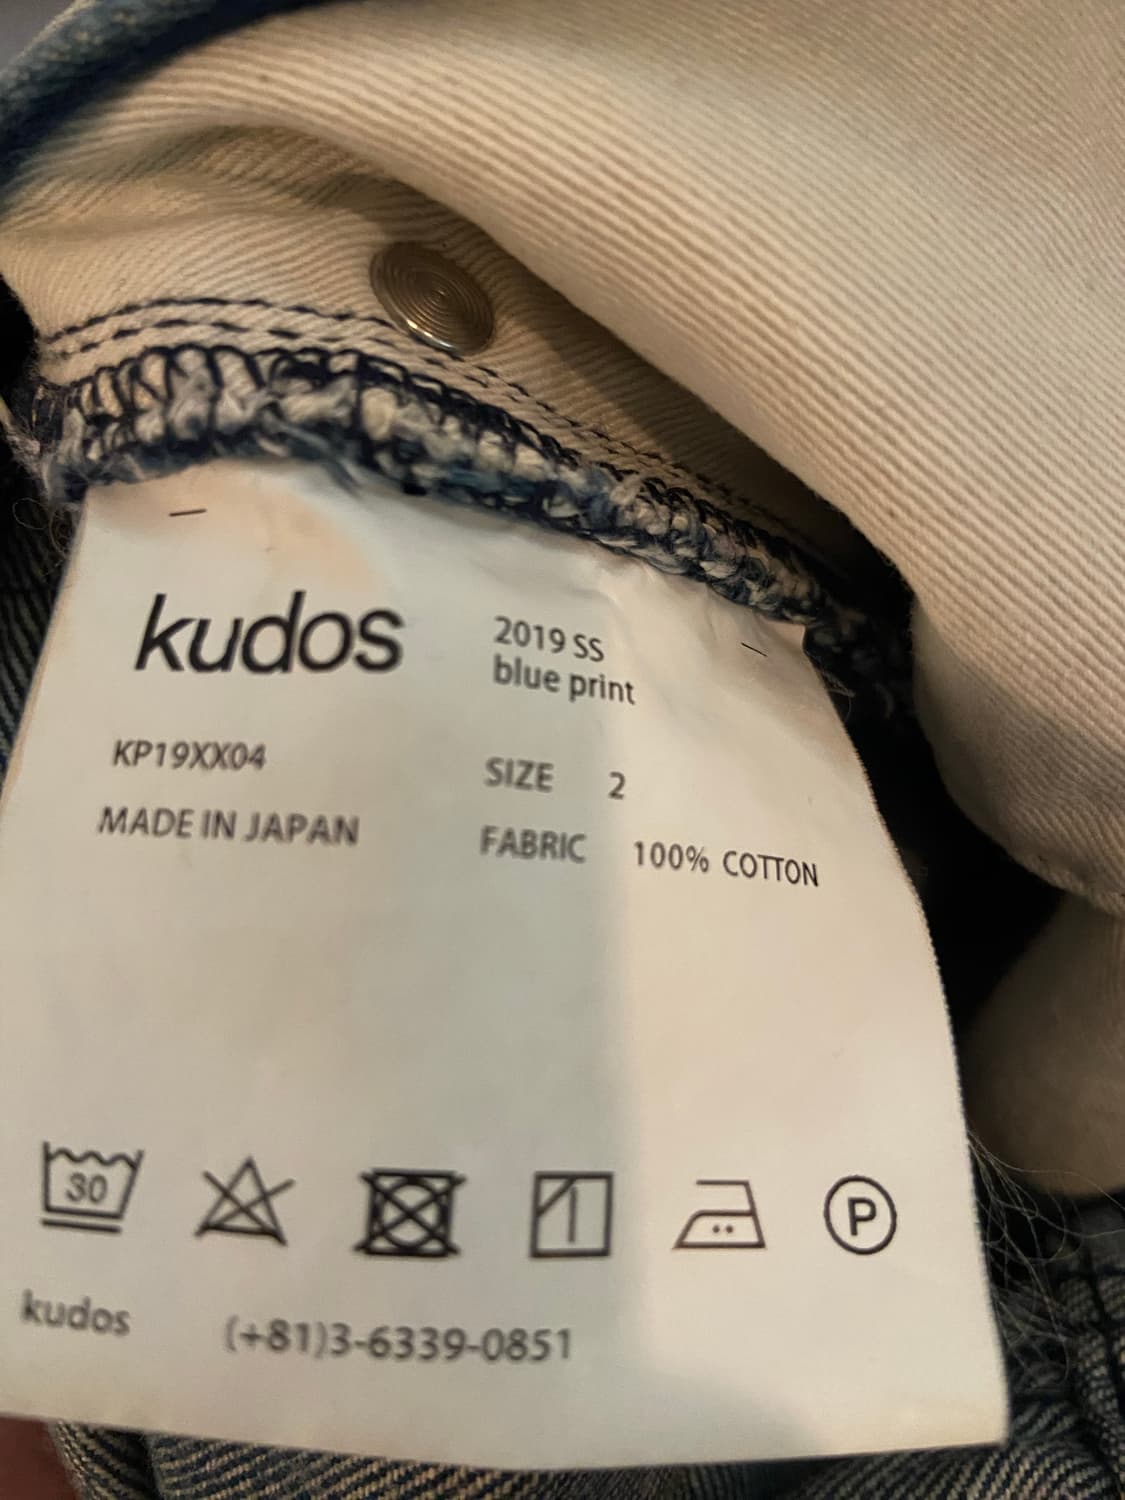 kudos
2019 SS
blue print
KP19XX04
SIZE 2
MADE IN JAPAN
FABRIC 100% COTTON
30
P
kudos (+81)3-6339-0851